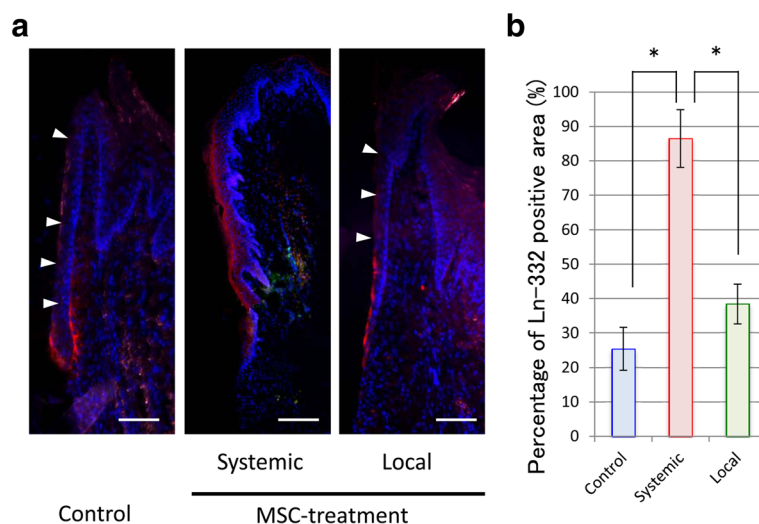 a
Systemic
Local
Control
MSC-treatment
b
*
*
Percentage of Ln-332 positive area (%)
100
90
80
70
60
50
40
30
20
10
0
Control
Systemic
Local